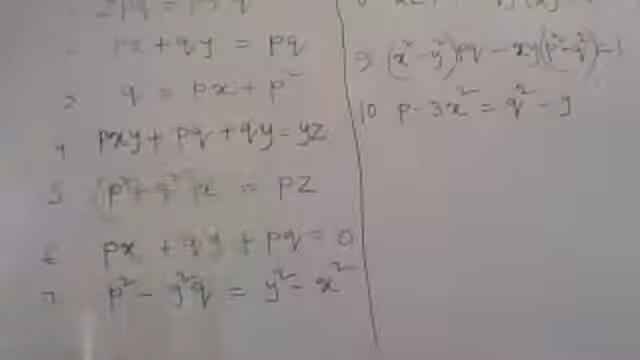 px + qy = pq
3 q = px + p²
4 pxy + pq + qy = yz
5 (p² + q²)x = pz
6 px + qy + pq = 0
7 p² - y²q = y² - x²
9 (x² - y²)pq - xy(p² - q²) = 1
10 p - 3x² = q² - y